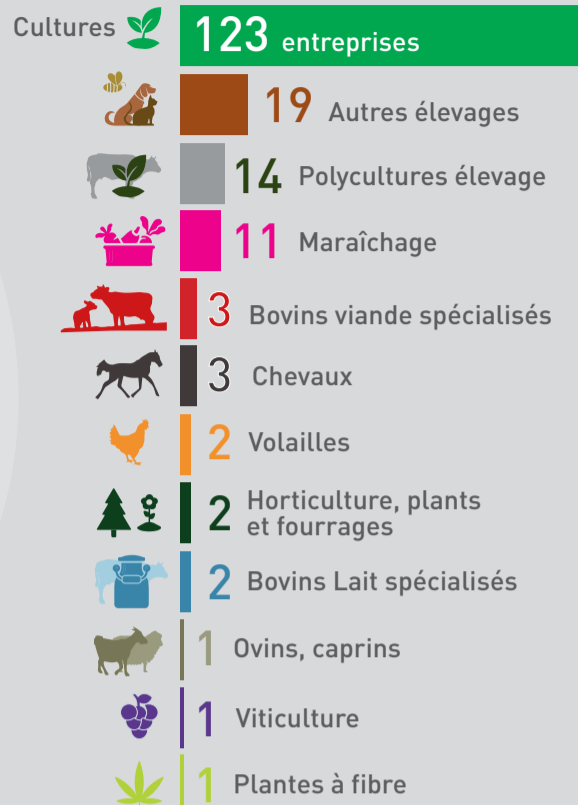 Cultures 123 entreprises
19 Autres élevages
14 Polycultures élevage
11 Maraîchage
3 Bovins viande spécialisés
3 Chevaux
2 Volailles
2 Horticulture, plants
et fourrages
2 Bovins Lait spécialisés
1 Ovins, caprins
1 Viticulture
1 Plantes à fibre